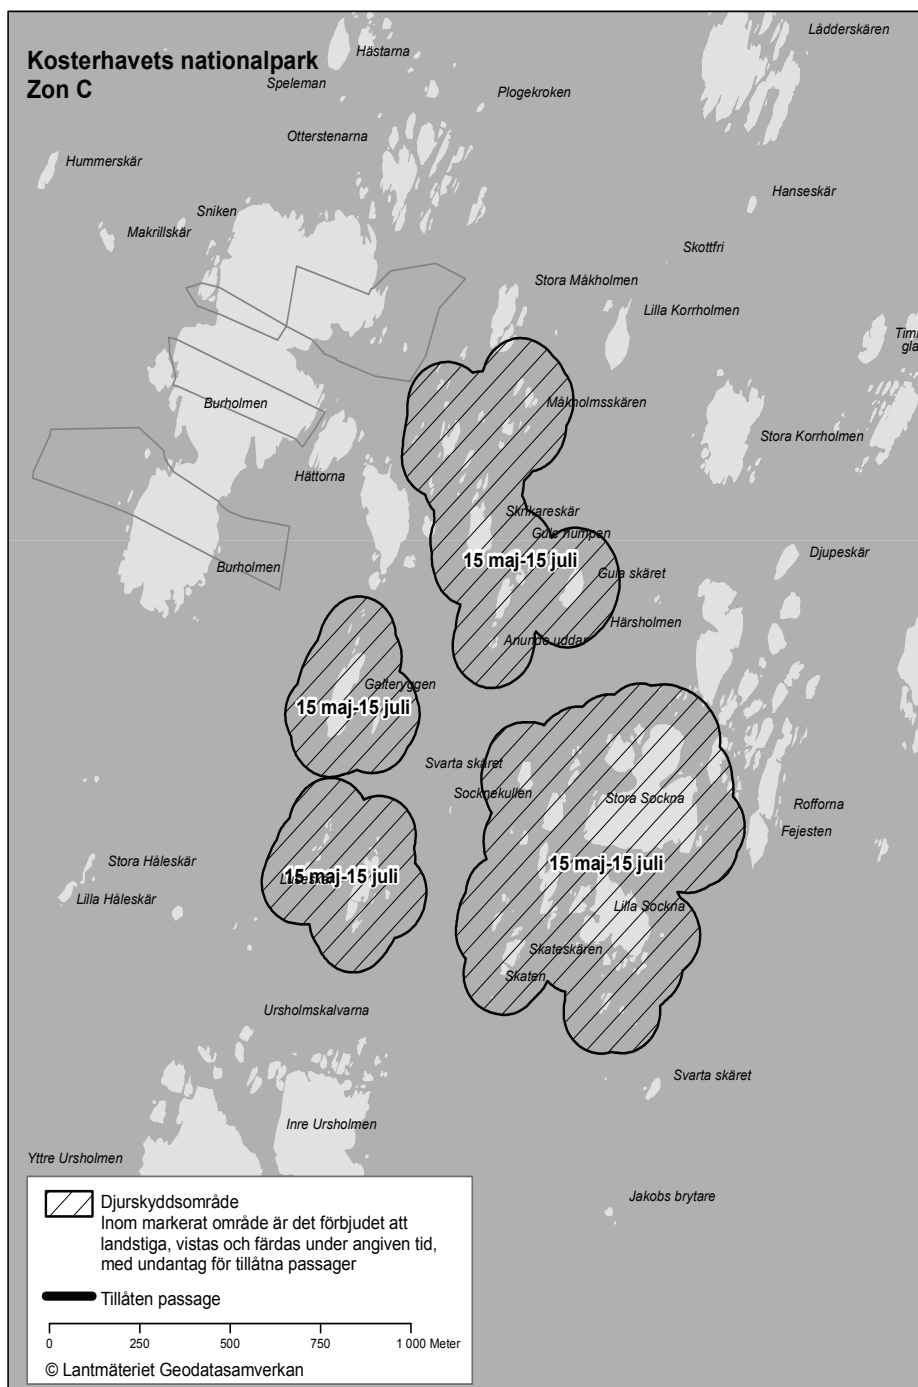 Kosterhavets nationalpark
Zon C
Hästarna
Lådderskären
Speleman
Plogekroken
Otterstenarna
Hummerskär
Hanseskär
Sniken
Makrillskär
Skottfri
Stora Måkholmen
Lilla Korrholmen
Burholmen
Måkholmsskären
Stora Korrholmen
Hättorna
Skrikareskär
Gule humpen
15 maj-15 juli
Djupeskär
Burholmen
Gula skäret
Härsholmen
Anunde uddar
Galteryggen
15 maj-15 juli
Svarta skäret
Socknekullen
Stora Sockna
Rofforna
Fejesten
Stora Håleskär
15 maj-15 juli
15 maj-15 juli
Lilla Håleskär
Lilla Sockna
Skateskären
Skaten
Ursholmskalvarna
Svarta skäret
Inre Ursholmen
Yttre Ursholmen
Jakobs brytare
Djurskyddsområde
Inom markerat område är det förbjudet att
landstiga, vistas och färdas under angiven tid,
med undantag för tillåtna passager
Tillåten passage
0 250 500 750 1 000 Meter
© Lantmäteriet Geodatasamverkan